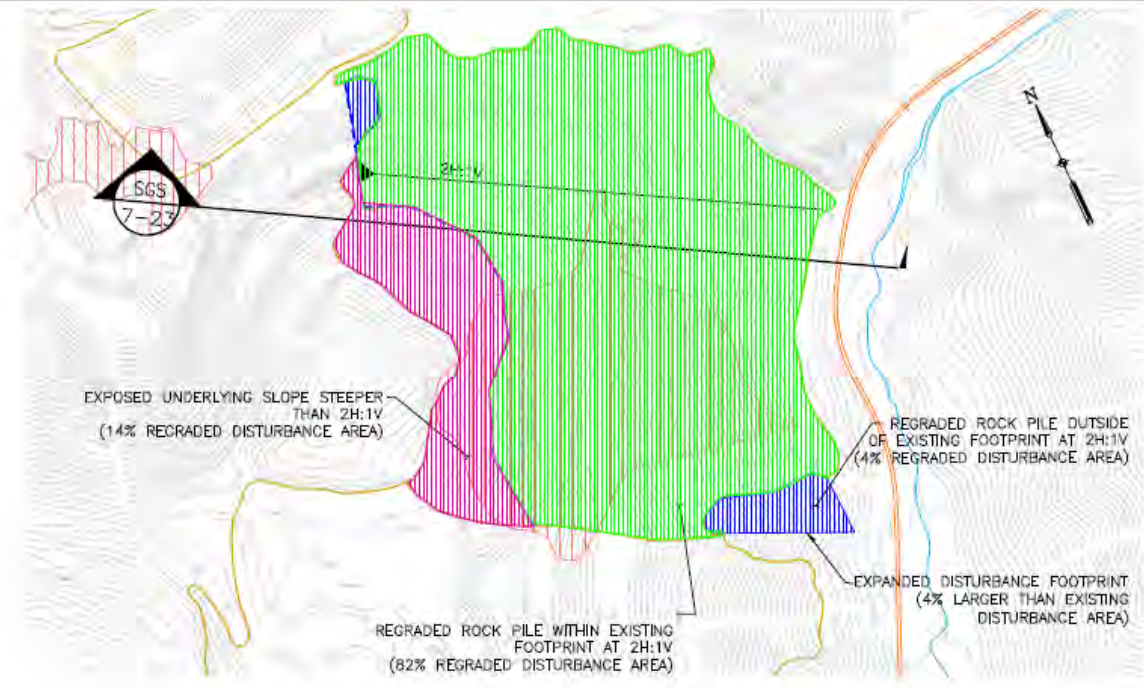 N
SGS
7-23
2H:1V
EXPOSED UNDERLYING SLOPE STEEPER
THAN 2H:1V
(14% REGRADED DISTURBANCE AREA)
REGRADED ROCK PILE OUTSIDE
OF EXISTING FOOTPRINT AT 2H:1V
(4% REGRADED DISTURBANCE AREA)
EXPANDED DISTURBANCE FOOTPRINT
(4% LARGER THAN EXISTING
DISTURBANCE AREA)
REGRADED ROCK PILE WITHIN EXISTING
FOOTPRINT AT 2H:1V
(82% REGRADED DISTURBANCE AREA)